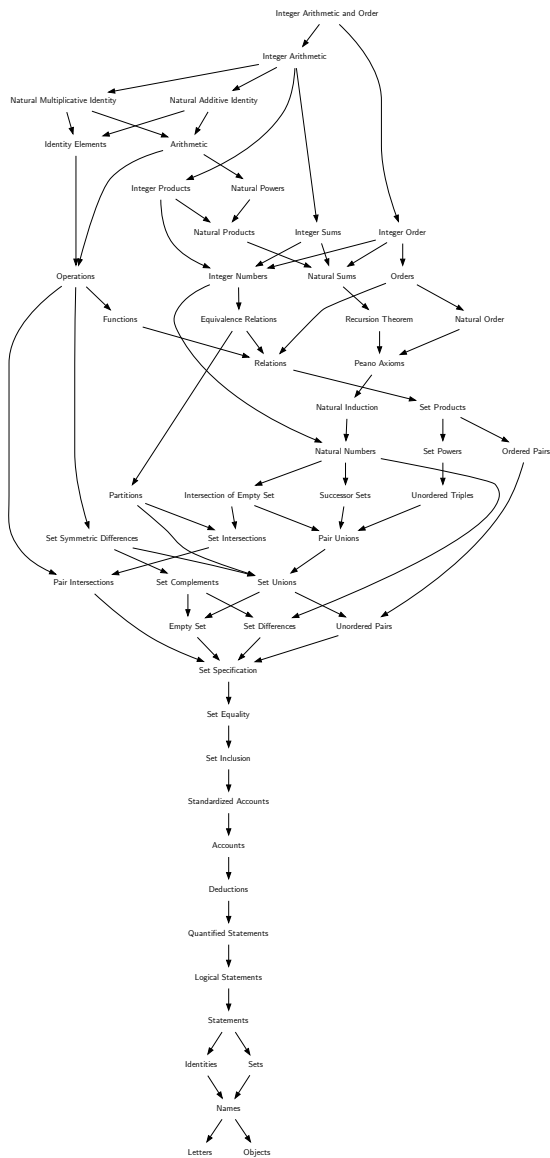 Integer Arithmetic and Order
Integer Arithmetic
Natural Multiplicative Identity
Natural Additive Identity
Identity Elements
Arithmetic
Integer Products
Natural Powers
Natural Products
Integer Sums
Integer Order
Operations
Integer Numbers
Natural Sums
Orders
Functions
Equivalence Relations
Recursion Theorem
Natural Order
Relations
Peano Axioms
Natural Induction
Set Products
Natural Numbers
Set Powers
Ordered Pairs
Partitions
Intersection of Empty Set
Successor Sets
Unordered Triples
Set Symmetric Differences
Set Intersections
Pair Unions
Pair Intersections
Set Complements
Set Unions
Empty Set
Set Differences
Unordered Pairs
Set Specification
Set Equality
Set Inclusion
Standardized Accounts
Accounts
Deductions
Quantified Statements
Logical Statements
Statements
Identities
Sets
Names
Letters
Objects